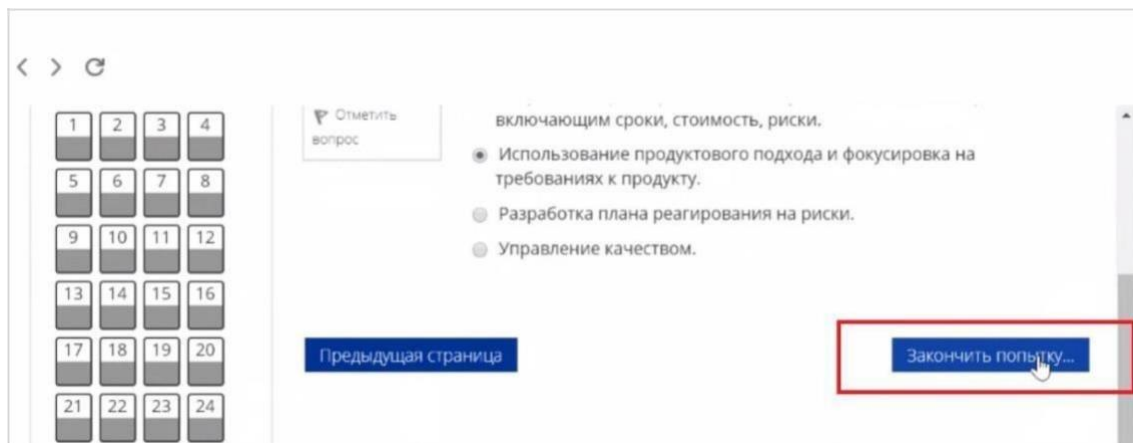 1 2 3 4
Отметить
вопрос
включающим сроки, стоимость, риски.
5 6 7 8
Использование продуктового подхода и фокусировка на
требованиях к продукту.
9 10 11 12
Разработка плана реагирования на риски.
Управление качеством.
13 14 15 16
17 18 19 20
Предыдущая страница
Закончить попытку...
21 22 23 24